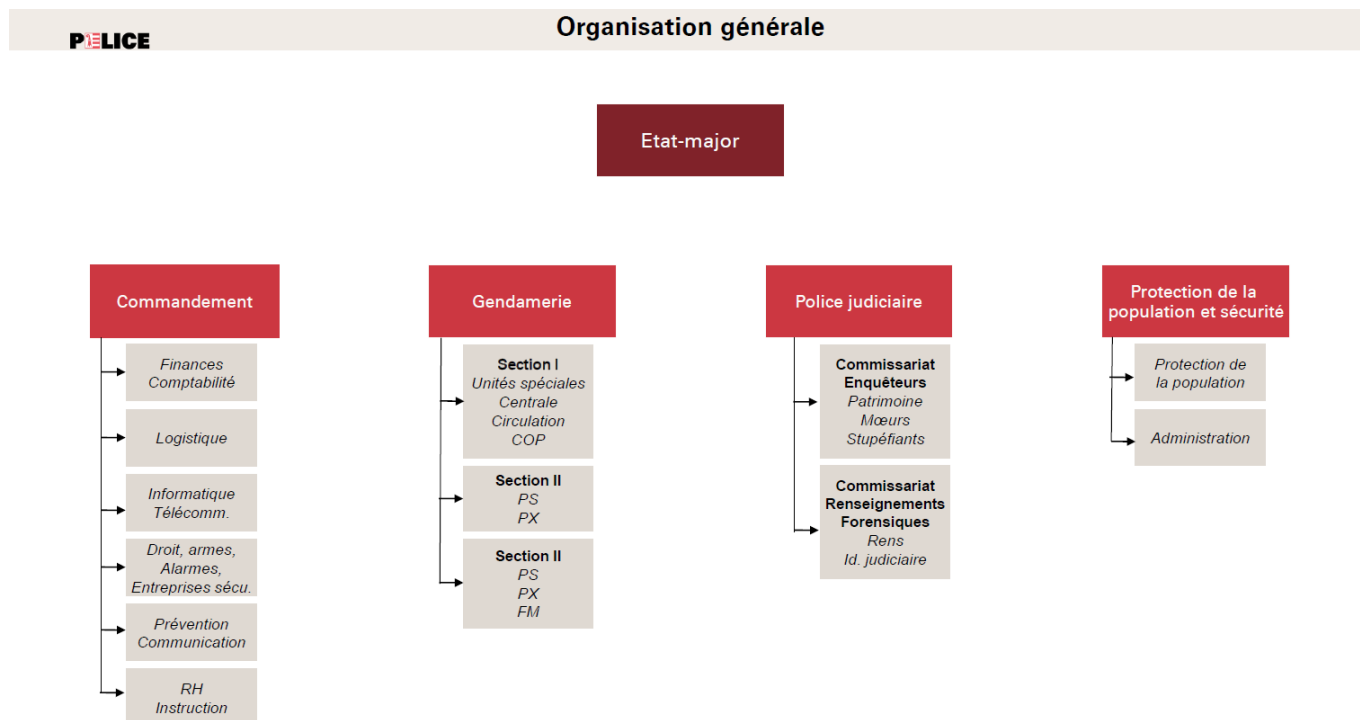 Organisation générale
POLICE
Etat-major
Commandement
Finances
Comptabilité
Logistique
Informatique
Télécomm.
Droit, armes,
Alarmes,
Entreprises sécu.
Prévention
Communication
RH
Instruction
Gendamerie
Section I
Unités spéciales
Centrale
Circulation
COP
Section II
PS
PX
Section II
PS
PX
FM
Police judiciaire
Commissariat
Enquêteurs
Patrimoine
Mœurs
Stupéfiants
Commissariat
Renseignements
Forensiques
Rens
Id. judiciaire
Protection de la
population et sécurité
Protection de
la population
Administration